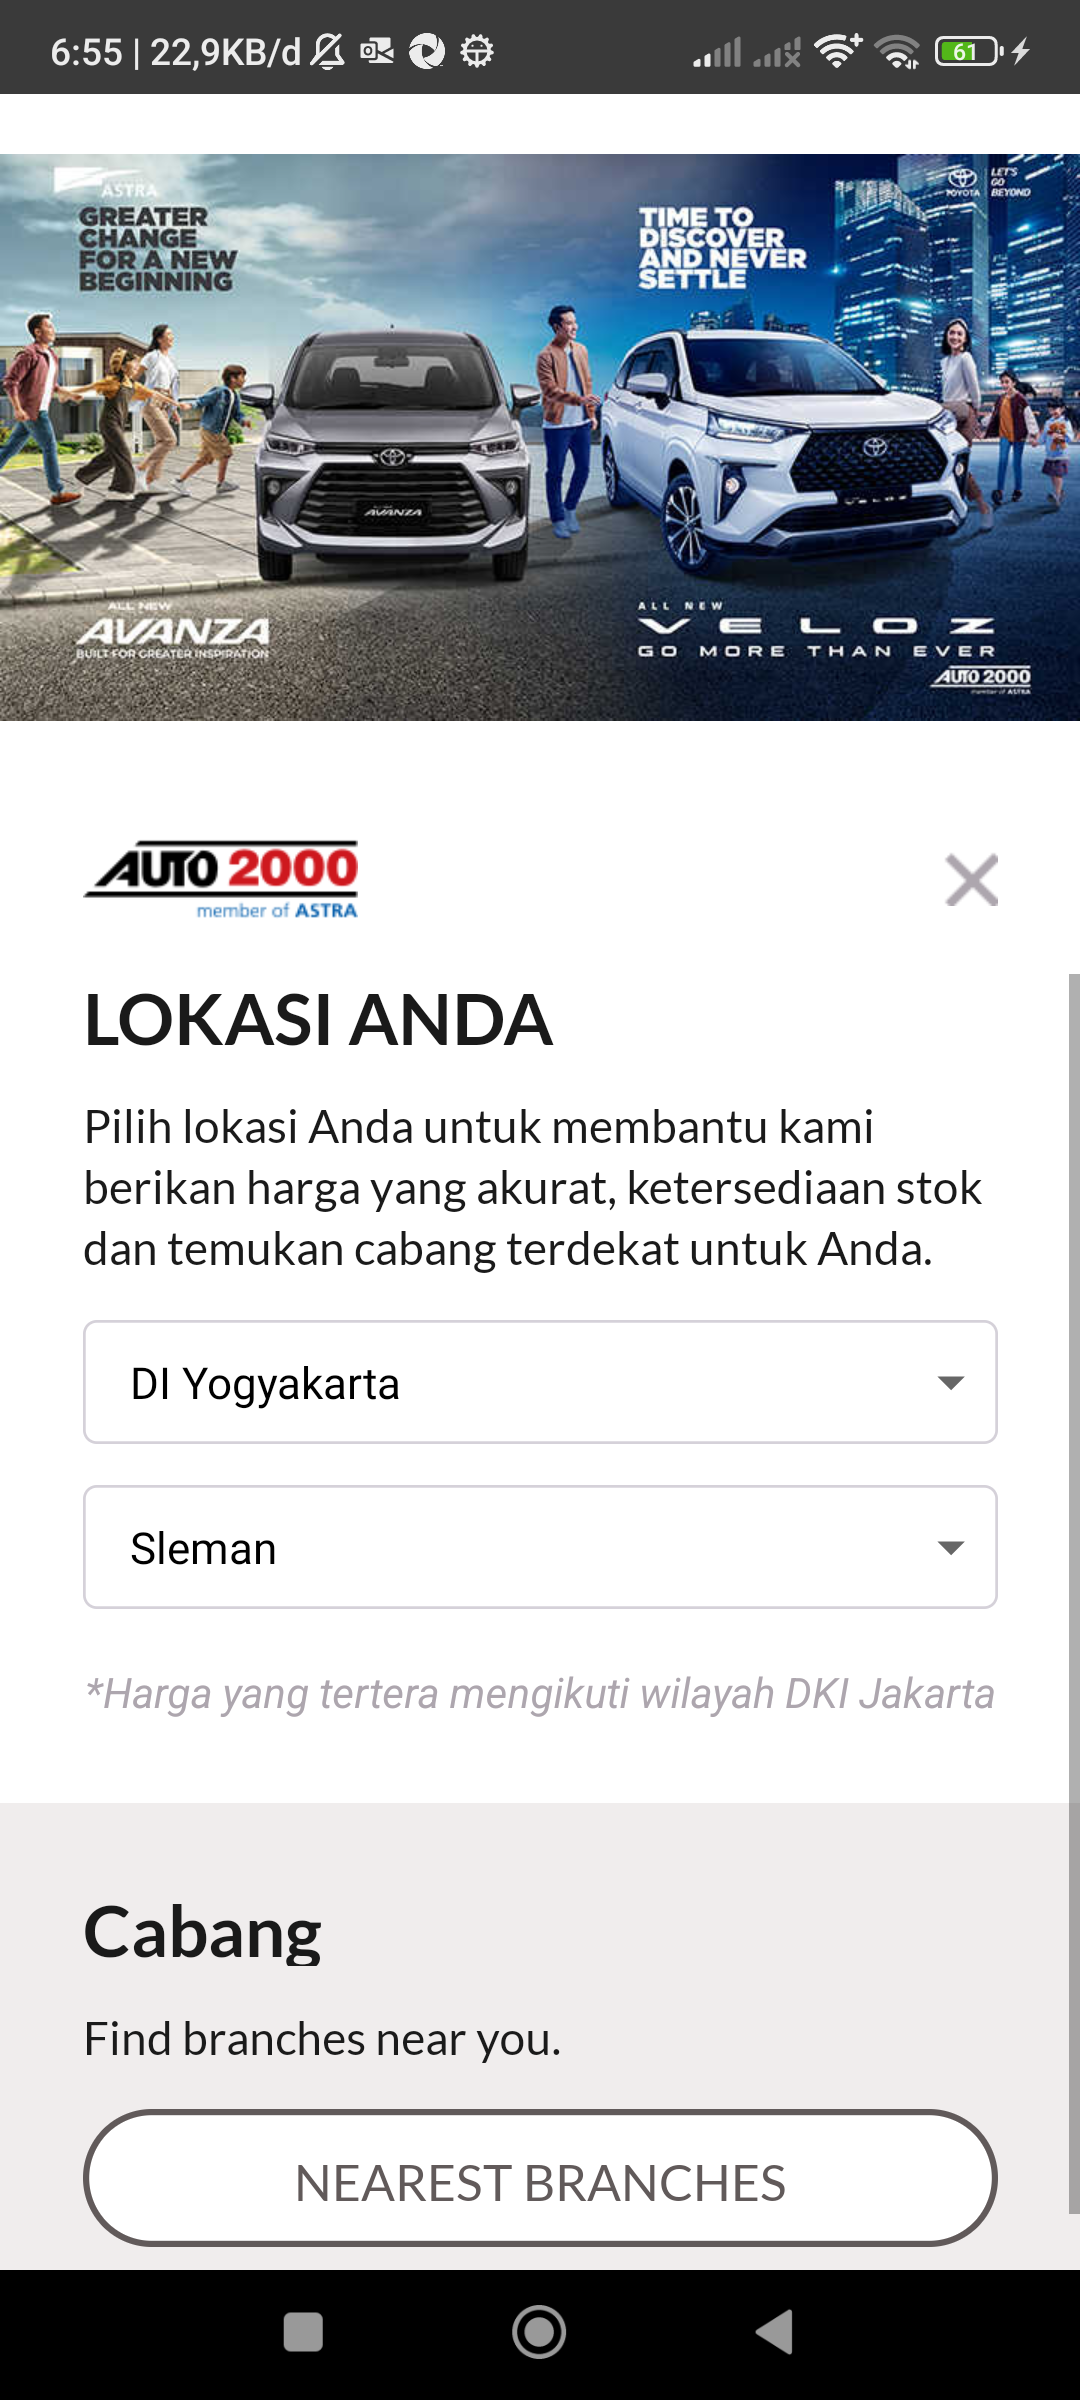 6:55 | 22,9KB/d
61
ASTRA
GREATER
CHANGE
FOR A NEW
BEGINNING
TIME TO
DISCOVER
AND NEVER
SETTLE
TOYOTA
LET'S
GO
BEYOND
AVANZA
VELOZ
ALL NEW
AVANZA
BUILT FOR GREATER INSPIRATION
ALL NEW
VELOZ
GO MORE THAN EVER
AUTO 2000
member of ASTRA
AUTO 2000
member of ASTRA
LOKASI ANDA
Pilih lokasi Anda untuk membantu kami
berikan harga yang akurat, ketersediaan stok
dan temukan cabang terdekat untuk Anda.
DI Yogyakarta
Sleman
*Harga yang tertera mengikuti wilayah DKI Jakarta
Cabang
Find branches near you.
NEAREST BRANCHES